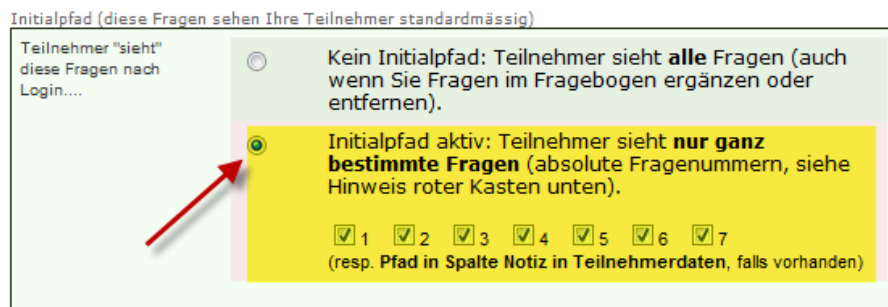 Initialpfad (diese Fragen sehen Ihre Teilnehmer standardmässig)
Teilnehmer "sieht"
diese Fragen nach
Login....
Kein Initialpfad: Teilnehmer sieht alle Fragen (auch
wenn Sie Fragen im Fragebogen ergänzen oder
entfernen).
Initialpfad aktiv: Teilnehmer sieht nur ganz
bestimmte Fragen (absolute Fragenummern, siehe
Hinweis roter Kasten unten).
1 2 3 4 5 6 7
(resp. Pfad in Spalte Notiz in Teilnehmerdaten, falls vorhanden)